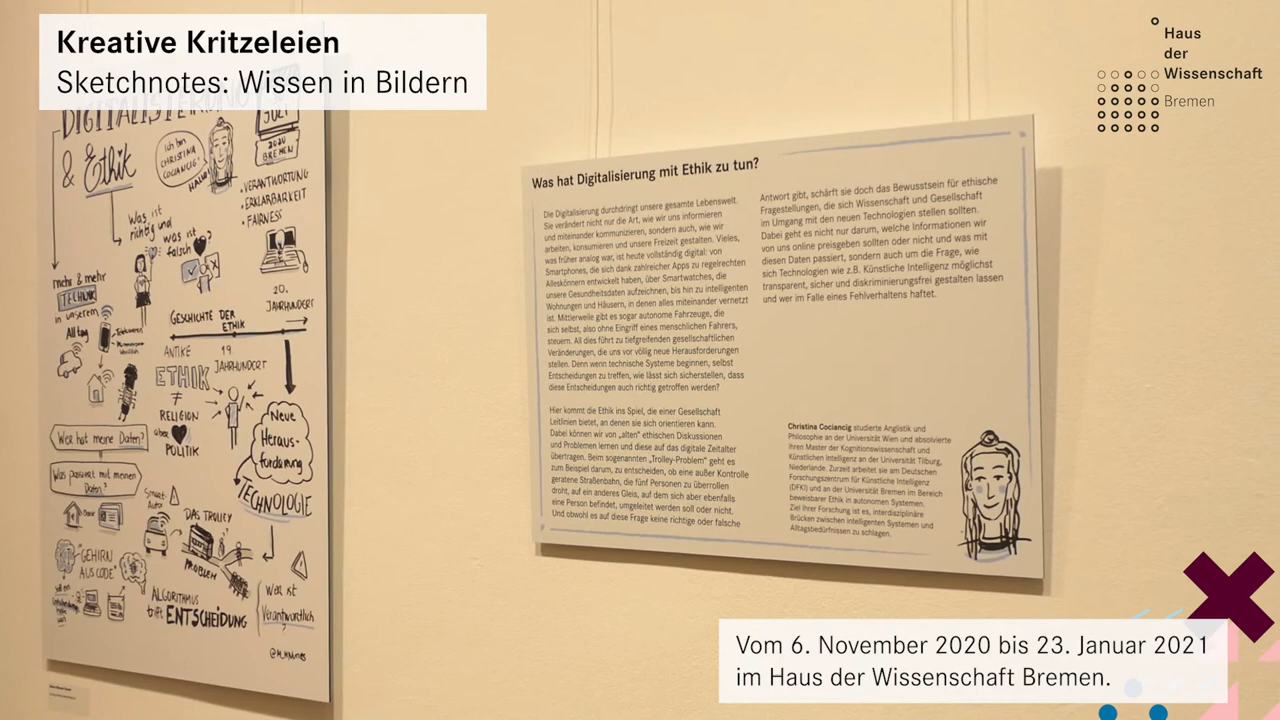 Kreative Kritzeleien
Sketchnotes: Wissen in Bildern
Haus
der
Wissenschaft
Bremen
DIGITALISIERUNG
& Ethik
Ich bin
CHRISTINA
COCIANCIG
HALLO
JULI
2020
BREMEN
• VERANTWORTUNG
• ERKLÄRBARKEIT
• FAIRNESS
Was ist
richtig und
was ist
falsch
mehr & mehr
TECHNIK
in unserem
Alltag
20.
JAHRHUNDERT
GESCHICHTE DER
ETHIK
ANTIKE
19.
JAHRHUNDERT
ETHIK
≠
RELIGION
aber
POLITIK
Neue
Heraus-
forderung
TECHNOLOGIE
Wer hat meine Daten?
Was passiert mit meinen
Daten?
Smart
Auto
DAS TROLLEY
PROBLEM
"GEHIRN
AUS CODE"
ALGORITHMUS
trifft ENTSCHEIDUNG
Wer ist
Verantwortlich
Was hat Digitalisierung mit Ethik zu tun?
Die Digitalisierung durchdringt unsere gesamte Lebenswelt.
Sie verändert nicht nur die Art, wie wir uns informieren
und miteinander kommunizieren, sondern auch, wie wir
arbeiten, konsumieren und unsere Freizeit gestalten. Vieles,
was früher analog war, ist heute vollständig digital: von
Smartphones, die sich dank zahlreicher Apps zu regelrechten
Alleskönnern entwickelt haben, über Smartwatches, die
unsere Gesundheitsdaten aufzeichnen, bis hin zu intelligenten
Wohnungen und Häusern, in denen alles miteinander vernetzt
ist. Mittlerweile gibt es sogar autonome Fahrzeuge, die
sich selbst, also ohne Eingriff eines menschlichen Fahrers,
steuern. All dies führt zu tiefgreifenden gesellschaftlichen
Veränderungen, die uns vor völlig neue Herausforderungen
stellen. Denn wenn technische Systeme beginnen, selbst
Entscheidungen zu treffen, wie lässt sich sicherstellen, dass
diese Entscheidungen auch richtig getroffen werden?
Hier kommt die Ethik ins Spiel, die einer Gesellschaft
Leitlinien bietet, an denen sie sich orientieren kann.
Dabei können wir von „alten" ethischen Diskussionen
und Problemen lernen und diese auf das digitale Zeitalter
übertragen. Beim sogenannten „Trolley-Problem" geht es
zum Beispiel darum, zu entscheiden, ob eine außer Kontrolle
geratene Straßenbahn, die fünf Personen zu überrollen
droht, auf ein anderes Gleis, auf dem sich aber ebenfalls
eine Person befindet, umgeleitet werden soll oder nicht.
Und obwohl es auf diese Frage keine richtige oder falsche
Antwort gibt, schärft sie doch das Bewusstsein für ethische
Fragestellungen, die sich Wissenschaft und Gesellschaft
im Umgang mit den neuen Technologien stellen sollten.
Dabei geht es nicht nur darum, welche Informationen wir
von uns online preisgeben sollten oder nicht und was mit
diesen Daten passiert, sondern auch um die Frage, wie
sich Technologien wie z.B. Künstliche Intelligenz möglichst
transparent, sicher und diskriminierungsfrei gestalten lassen
und wer im Falle eines Fehlverhaltens haftet.
Christina Cociancig studierte Anglistik und
Philosophie an der Universität Wien und absolvierte
ihren Master der Kognitionswissenschaft und
Künstlichen Intelligenz an der Universität Tilburg,
Niederlande. Zurzeit arbeitet sie am Deutschen
Forschungszentrum für Künstliche Intelligenz
(DFKI) und an der Universität Bremen im Bereich
beweisbarer Ethik in autonomen Systemen.
Ziel ihrer Forschung ist es, interdisziplinäre
Brücken zwischen intelligenten Systemen und
Alltagsbedürfnissen zu schlagen.
Vom 6. November 2020 bis 23. Januar 2021
im Haus der Wissenschaft Bremen.